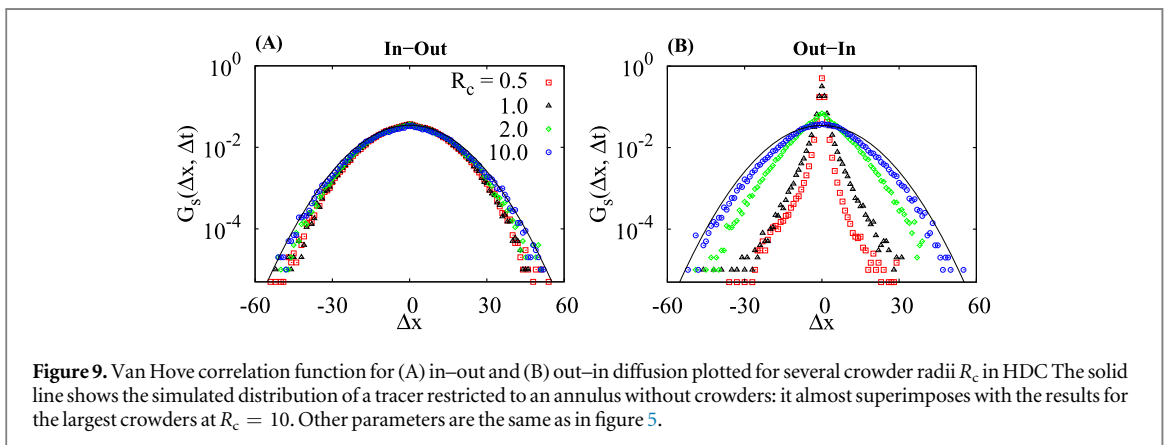 (A) In−Out
R_c = 0.5
1.0
2.0
10.0
10^0
10^-2
10^-4
G_s(Δx, Δt)
-60 -30 0 30 60
Δx
(B) Out−In
10^0
10^-2
10^-4
G_s(Δx, Δt)
-60 -30 0 30 60
Δx
Figure 9. Van Hove correlation function for (A) in–out and (B) out–in diffusion plotted for several crowder radii R_c in HDC The solid
line shows the simulated distribution of a tracer restricted to an annulus without crowders: it almost superimposes with the results for
the largest crowders at R_c = 10. Other parameters are the same as in figure 5.